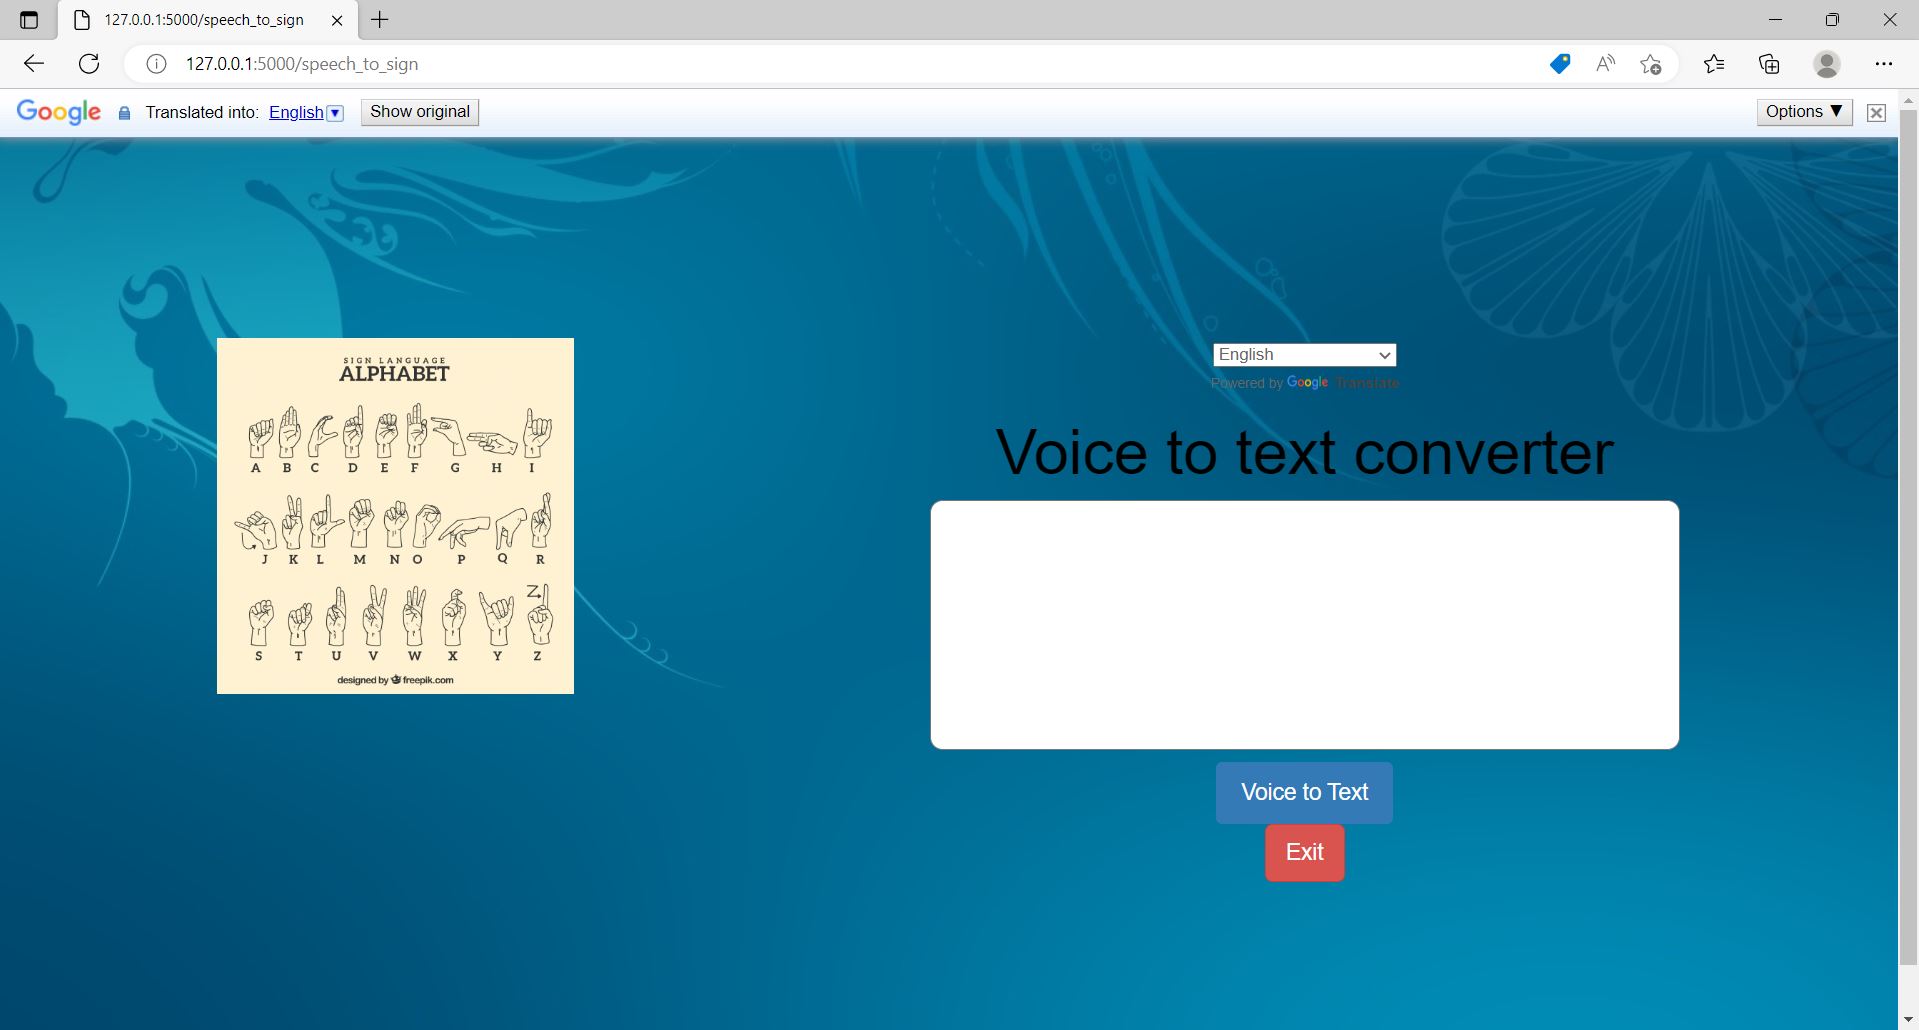 127.0.0.1:5000/speech_to_sign
127.0.0.1:5000/speech_to_sign
Google Translated into: English▼ Show original Options ▼
SIGN LANGUAGE
ALPHABET
A B C D E F G H I
J K L M N O P Q R
Z
S T U V W X Y Z
designed by freepik.com
English
Powered by Google Translate
Voice to text converter
Voice to Text
Exit